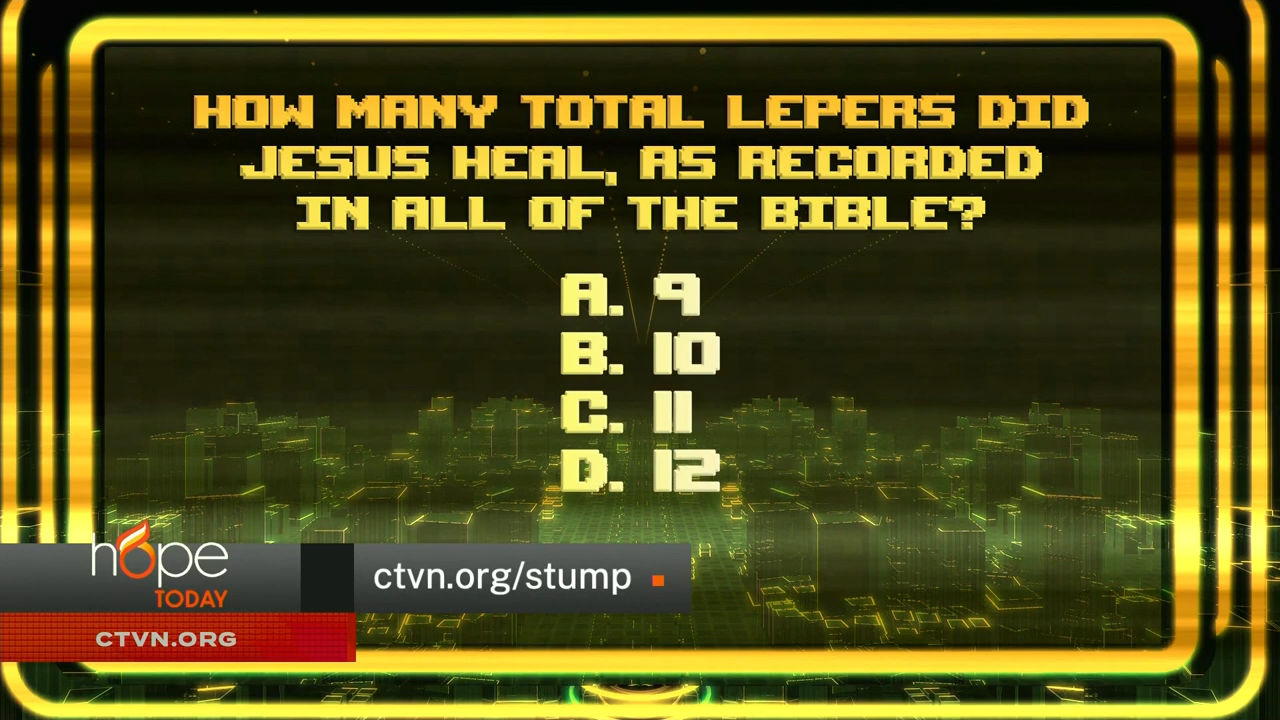 HOW MANY TOTAL LEPERS DID
JESUS HEAL, AS RECORDED
IN ALL OF THE BIBLE?
A. 9
B. 10
C. 11
D. 12
hope
TODAY
ctvn.org/stump
CTVN.ORG